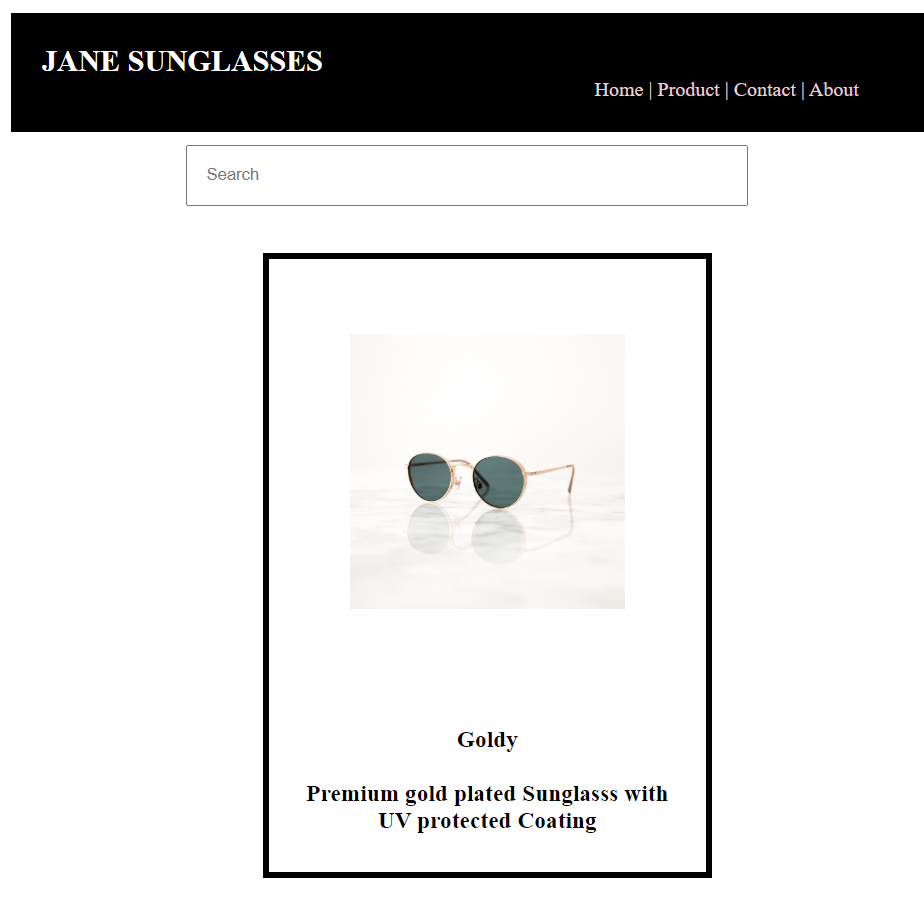 JANE SUNGLASSES
Home | Product | Contact | About
Search
Goldy
Premium gold plated Sunglasss with
UV protected Coating